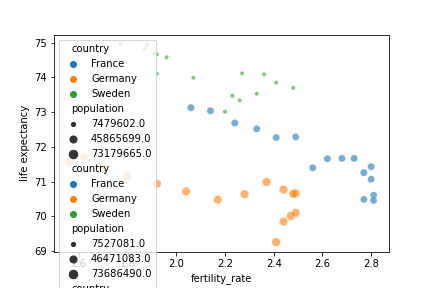 75
74
73
72
71
70
69
life expectancy
country
France
Germany
Sweden
population
7479602.0
45865699.0
73179665.0
country
France
Germany
Sweden
population
7527081.0
46471083.0
73686490.0
country
2.0
2.2
2.4
2.6
2.8
fertility_rate